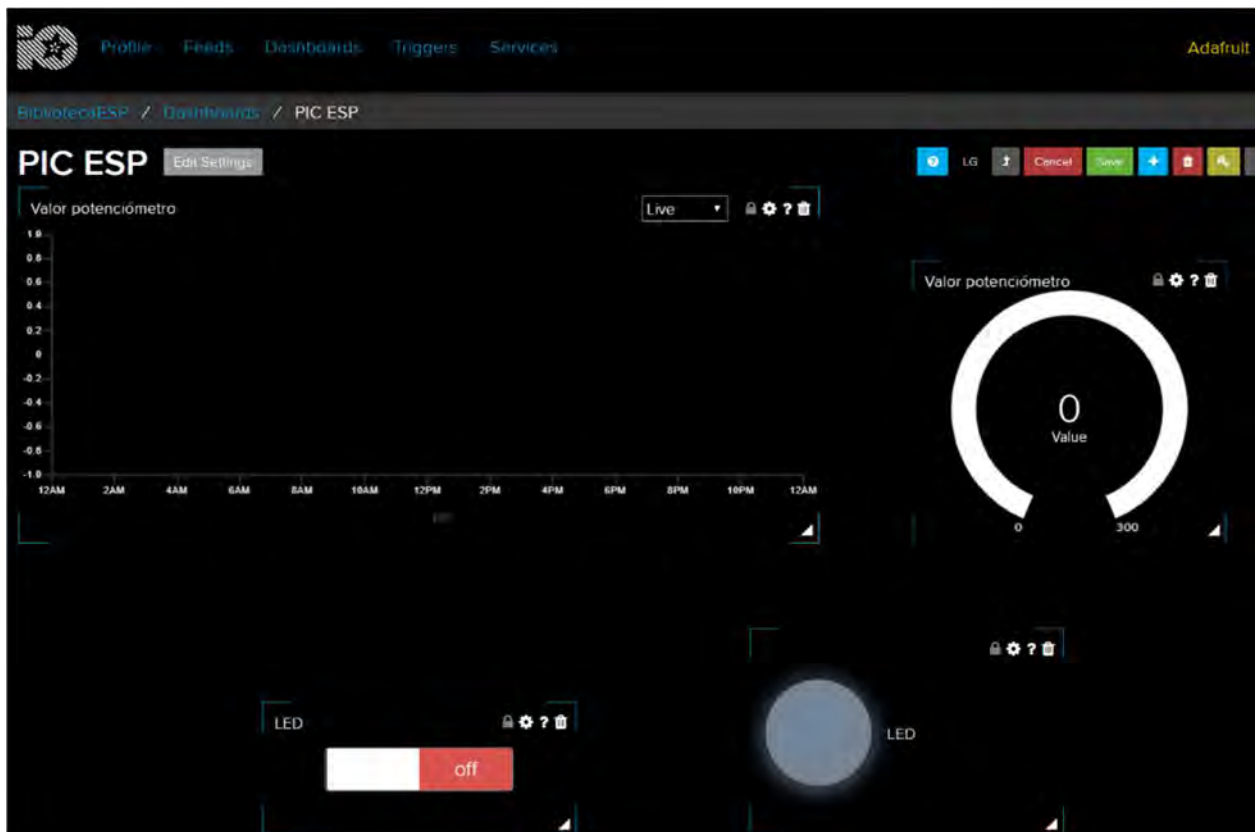 Profile Feeds Dashboards Triggers Services
Adafruit
BibliotecaESP / Dashboards / PIC ESP
PIC ESP Edit Settings
LG Cancel Save
Valor potenciómetro Live
1.0
0.8
0.6
0.4
0.2
0
-0.2
-0.4
-0.6
-0.8
-1.0
12AM 2AM 4AM 6AM 8AM 10AM 12PM 2PM 4PM 6PM 8PM 10PM 12AM
Valor potenciómetro
0
Value
0 300
LED
off
LED